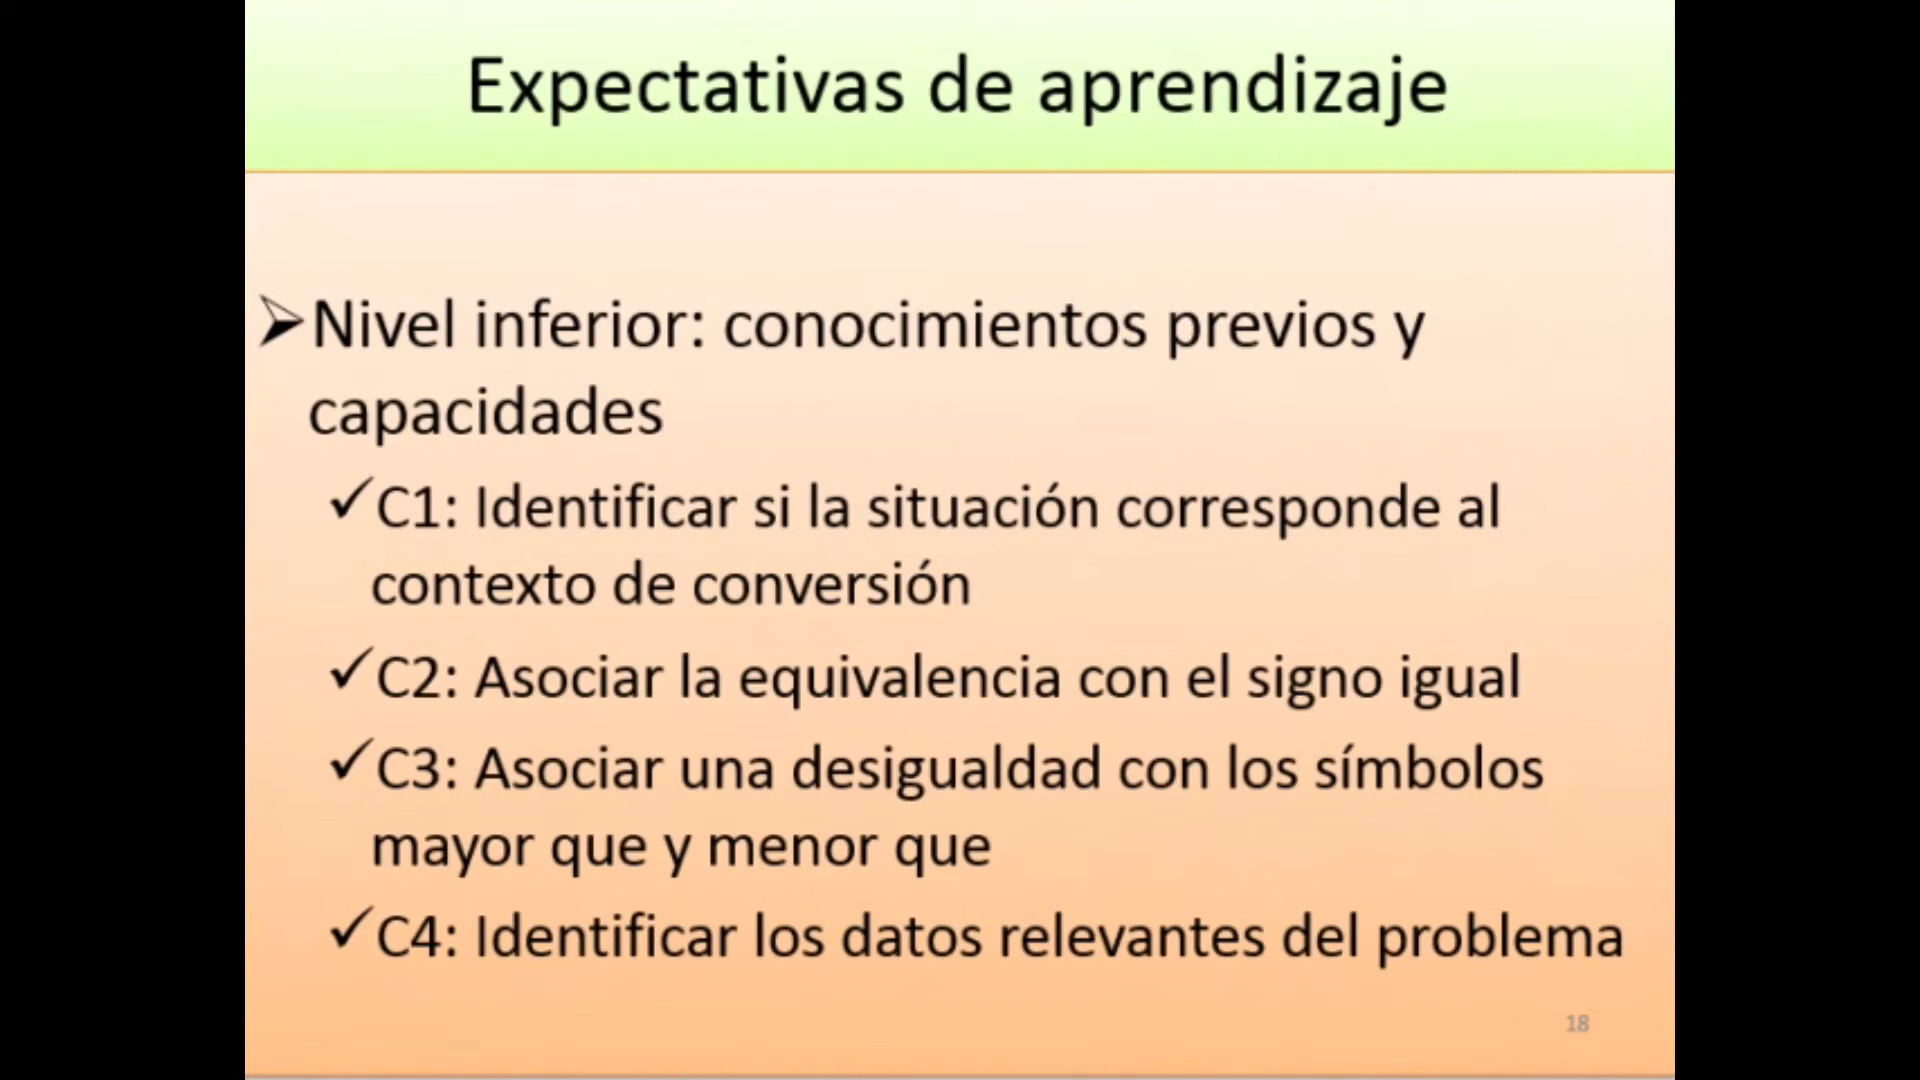 Expectativas de aprendizaje
➢Nivel inferior: conocimientos previos y
capacidades
✓C1: Identificar si la situación corresponde al
contexto de conversión
✓C2: Asociar la equivalencia con el signo igual
✓C3: Asociar una desigualdad con los símbolos
mayor que y menor que
✓C4: Identificar los datos relevantes del problema
18